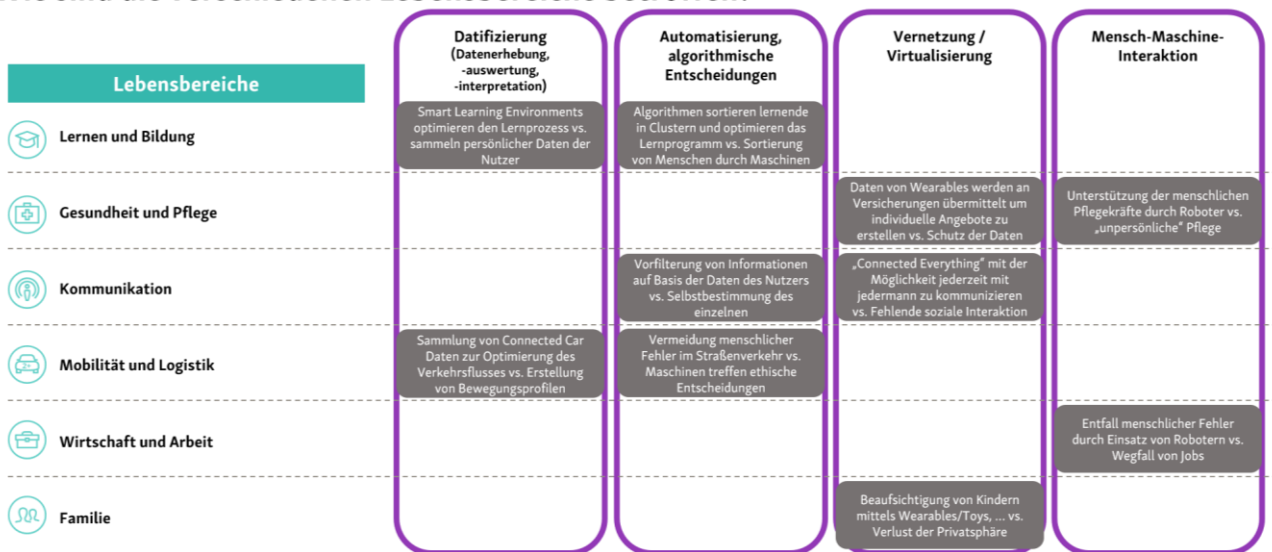 Datifizierung
(Datenerhebung,
-auswertung,
-interpretation)
Automatisierung,
algorithmische
Entscheidungen
Vernetzung /
Virtualisierung
Mensch-Maschine-
Interaktion
Lebensbereiche
Lernen und Bildung
Smart Learning Environments
optimieren den Lernprozess vs.
sammeln persönlicher Daten der
Nutzer
Algorithmen sortieren lernende
in Clustern und optimieren das
Lernprogramm vs. Sortierung
von Menschen durch Maschinen
Gesundheit und Pflege
Daten von Wearables werden an
Versicherungen übermittelt um
individuelle Angebote zu
erstellen vs. Schutz der Daten
Unterstützung der menschlichen
Pflegekräfte durch Roboter vs.
„unpersönliche“ Pflege
Kommunikation
Vorfilterung von Informationen
auf Basis der Daten des Nutzers
vs. Selbstbestimmung des
einzelnen
„Connected Everything“ mit der
Möglichkeit jederzeit mit
jedermann zu kommunizieren
vs. Fehlende soziale Interaktion
Mobilität und Logistik
Sammlung von Connected Car
Daten zur Optimierung des
Verkehrsflusses vs. Erstellung
von Bewegungsprofilen
Vermeidung menschlicher
Fehler im Straßenverkehr vs.
Maschinen treffen ethische
Entscheidungen
Wirtschaft und Arbeit
Entfall menschlicher Fehler
durch Einsatz von Robotern vs.
Wegfall von Jobs
Familie
Beaufsichtigung von Kindern
mittels Wearables/Toys, ... vs.
Verlust der Privatsphäre